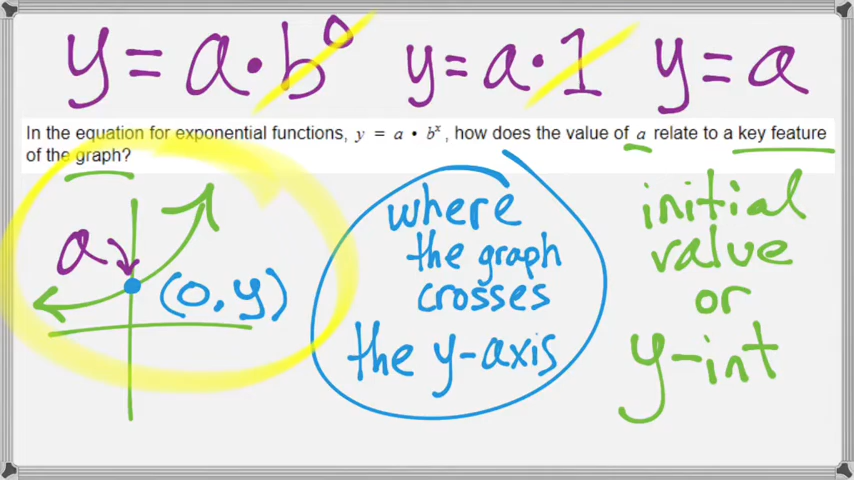 y = a · b⁰ y = a · 1 y = a
In the equation for exponential functions, y = a • bˣ, how does the value of a relate to a key feature
of the graph?
a
(0, y)
where
the graph
crosses
the y-axis
initial
value
or
y-int